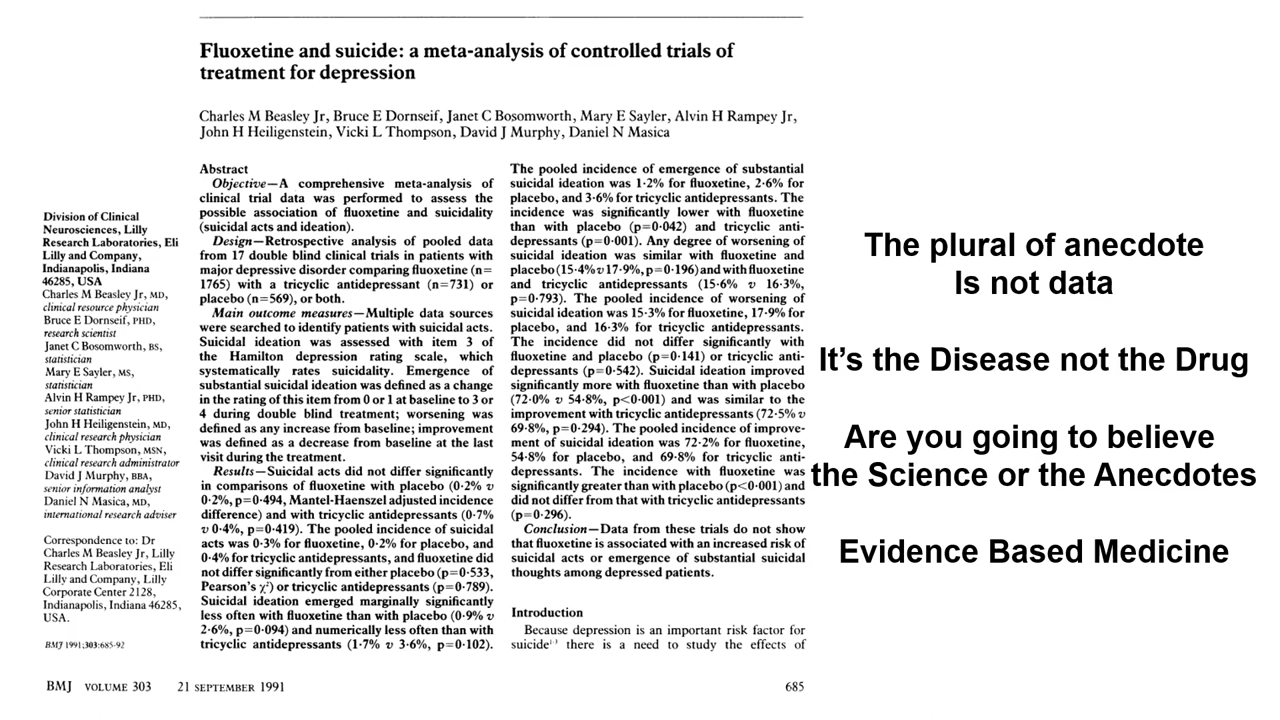 Fluoxetine and suicide: a meta-analysis of controlled trials of
treatment for depression
Charles M Beasley Jr, Bruce E Dornseif, Janet C Bosomworth, Mary E Sayler, Alvin H Rampey Jr,
John H Heiligenstein, Vicki L Thompson, David J Murphy, Daniel N Masica
Division of Clinical
Neurosciences, Lilly
Research Laboratories, Eli
Lilly and Company,
Indianapolis, Indiana
46285, USA
Charles M Beasley Jr, MD,
clinical resource physician
Bruce E Dornseif, PHD,
research scientist
Janet C Bosomworth, BS,
statistician
Mary E Sayler, MS,
statistician
Alvin H Rampey Jr, PHD,
senior statistician
John H Heiligenstein, MD,
clinical research physician
Vicki L Thompson, MSN,
clinical research administrator
David J Murphy, BBA,
senior information analyst
Daniel N Masica, MD,
international research adviser
Correspondence to: Dr
Charles M Beasley Jr, Lilly
Research Laboratories, Eli
Lilly and Company, Lilly
Corporate Center 2128,
Indianapolis, Indiana 46285,
USA.
BMJ 1991;303:685-92
Abstract
Objective—A comprehensive meta-analysis of
clinical trial data was performed to assess the
possible association of fluoxetine and suicidality
(suicidal acts and ideation).
Design—Retrospective analysis of pooled data
from 17 double blind clinical trials in patients with
major depressive disorder comparing fluoxetine (n=
1765) with a tricyclic antidepressant (n=731) or
placebo (n=569), or both.
Main outcome measures—Multiple data sources
were searched to identify patients with suicidal acts.
Suicidal ideation was assessed with item 3 of
the Hamilton depression rating scale, which
systematically rates suicidality. Emergence of
substantial suicidal ideation was defined as a change
in the rating of this item from 0 or 1 at baseline to 3 or
4 during double blind treatment; worsening was
defined as any increase from baseline; improvement
was defined as a decrease from baseline at the last
visit during the treatment.
Results—Suicidal acts did not differ significantly
in comparisons of fluoxetine with placebo (0·2% v
0·2%, p=0·494, Mantel-Haenszel adjusted incidence
difference) and with tricyclic antidepressants (0·7%
v 0·4%, p=0·419). The pooled incidence of suicidal
acts was 0·3% for fluoxetine, 0·2% for placebo, and
0·4% for tricyclic antidepressants, and fluoxetine did
not differ significantly from either placebo (p=0·533,
Pearson's χ²) or tricyclic antidepressants (p=0·789).
Suicidal ideation emerged marginally significantly
less often with fluoxetine than with placebo (0·9% v
2·6%, p=0·094) and numerically less often than with
tricyclic antidepressants (1·7% v 3·6%, p=0·102).
The pooled incidence of emergence of substantial
suicidal ideation was 1·2% for fluoxetine, 2·6% for
placebo, and 3·6% for tricyclic antidepressants. The
incidence was significantly lower with fluoxetine
than with placebo (p=0·042) and tricyclic anti-
depressants (p=0·001). Any degree of worsening of
suicidal ideation was similar with fluoxetine and
placebo (15·4% v 17·9%, p=0·196) and with fluoxetine
and tricyclic antidepressants (15·6% v 16·3%,
p=0·793). The pooled incidence of worsening of
suicidal ideation was 15·3% for fluoxetine, 17·9% for
placebo, and 16·3% for tricyclic antidepressants.
The incidence did not differ significantly with
fluoxetine and placebo (p=0·141) or tricyclic anti-
depressants (p=0·542). Suicidal ideation improved
significantly more with fluoxetine than with placebo
(72·0% v 54·8%, p<0·001) and was similar to the
improvement with tricyclic antidepressants (72·5% v
69·8%, p=0·294). The pooled incidence of improve-
ment of suicidal ideation was 72·2% for fluoxetine,
54·8% for placebo, and 69·8% for tricyclic anti-
depressants. The incidence with fluoxetine was
significantly greater than with placebo (p<0·001) and
did not differ from that with tricyclic antidepressants
(p=0·296).
Conclusion—Data from these trials do not show
that fluoxetine is associated with an increased risk of
suicidal acts or emergence of substantial suicidal
thoughts among depressed patients.
Introduction
Because depression is an important risk factor for
suicide there is a need to study the effects of
BMJ VOLUME 303 21 SEPTEMBER 1991
685
The plural of anecdote
Is not data
It's the Disease not the Drug
Are you going to believe
the Science or the Anecdotes
Evidence Based Medicine